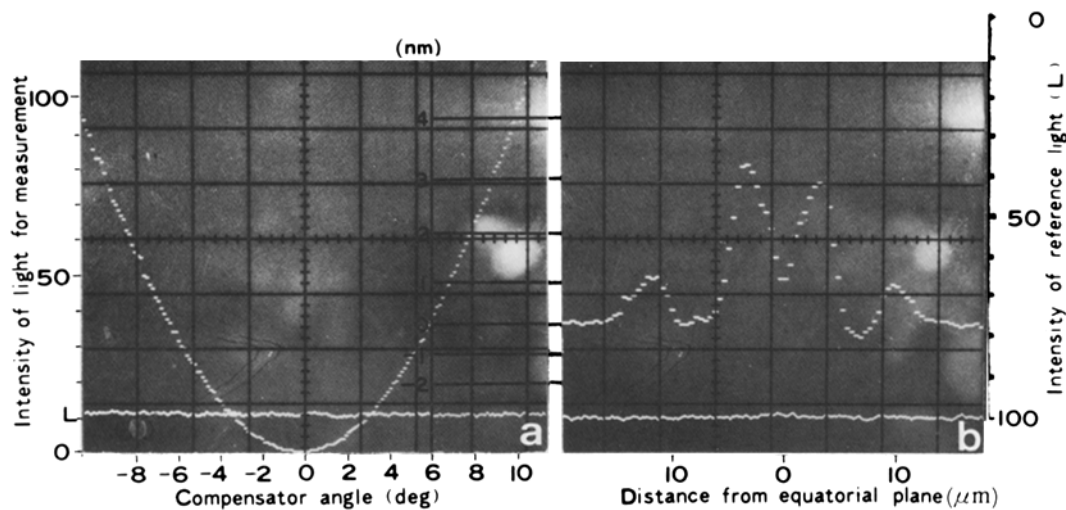 (nm)
Intensity of light for measurement
100
50
L
0
4
3
2
1
1
2
a
-8 -6 -4 -2 0 2 4 6 8 10
Compensator angle (deg)
b
10 0 10
Distance from equatorial plane (μm)
0
50
100
Intensity of reference light (L)